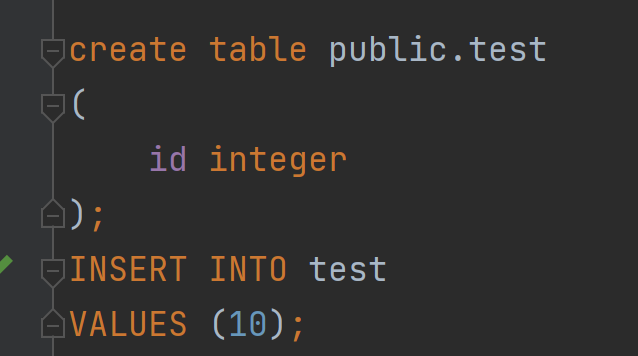 create table public.test
(
    id integer
);
INSERT INTO test
VALUES (10);